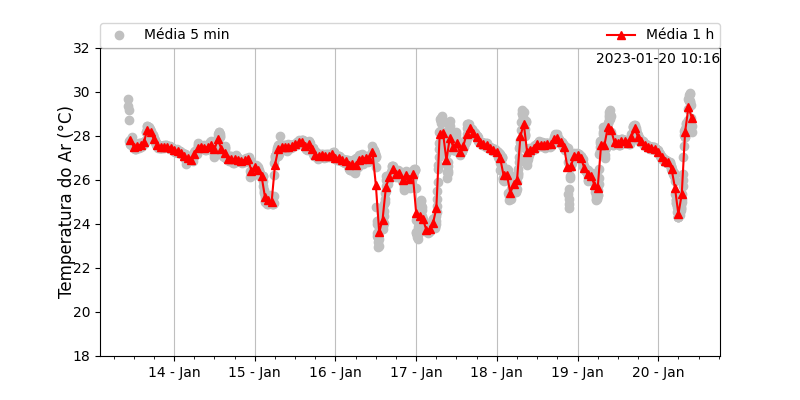 Média 5 min
Média 1 h
2023-01-20 10:16
Temperatura do Ar (°C)
32
30
28
26
24
22
20
18
14 - Jan
15 - Jan
16 - Jan
17 - Jan
18 - Jan
19 - Jan
20 - Jan